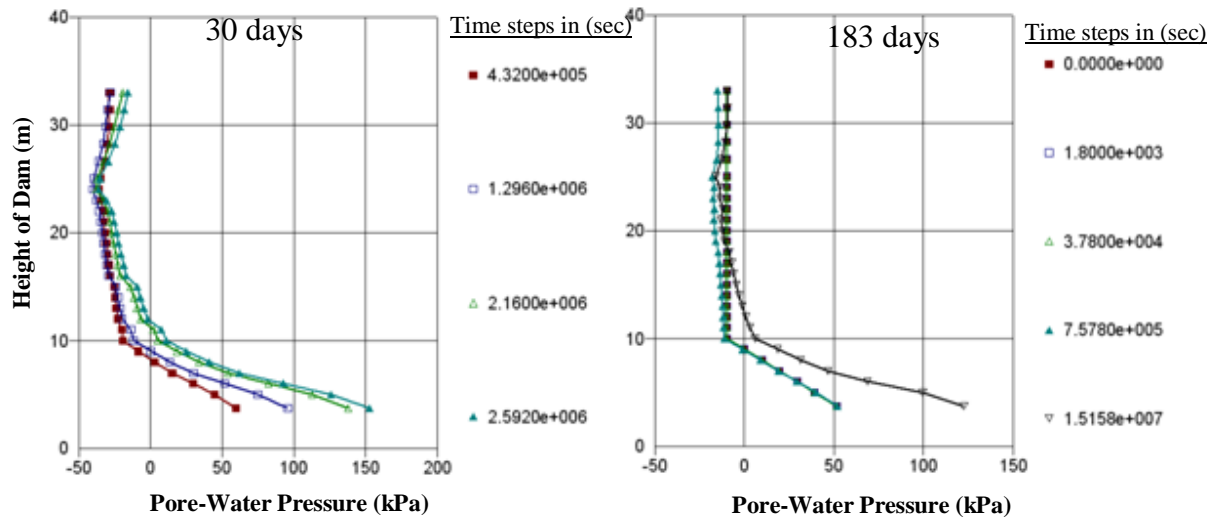 30 days
Time steps in (sec)
4.3200e+005
1.2960e+006
2.1600e+006
2.5920e+006
40
30
20
10
0
-50
0
50
100
150
200
Height of Dam (m)
Pore-Water Pressure (kPa)
183 days
Time steps in (sec)
0.0000e+000
1.8000e+003
3.7800e+004
7.5780e+005
1.5158e+007
40
30
20
10
0
-50
0
50
100
150
Pore-Water Pressure (kPa)